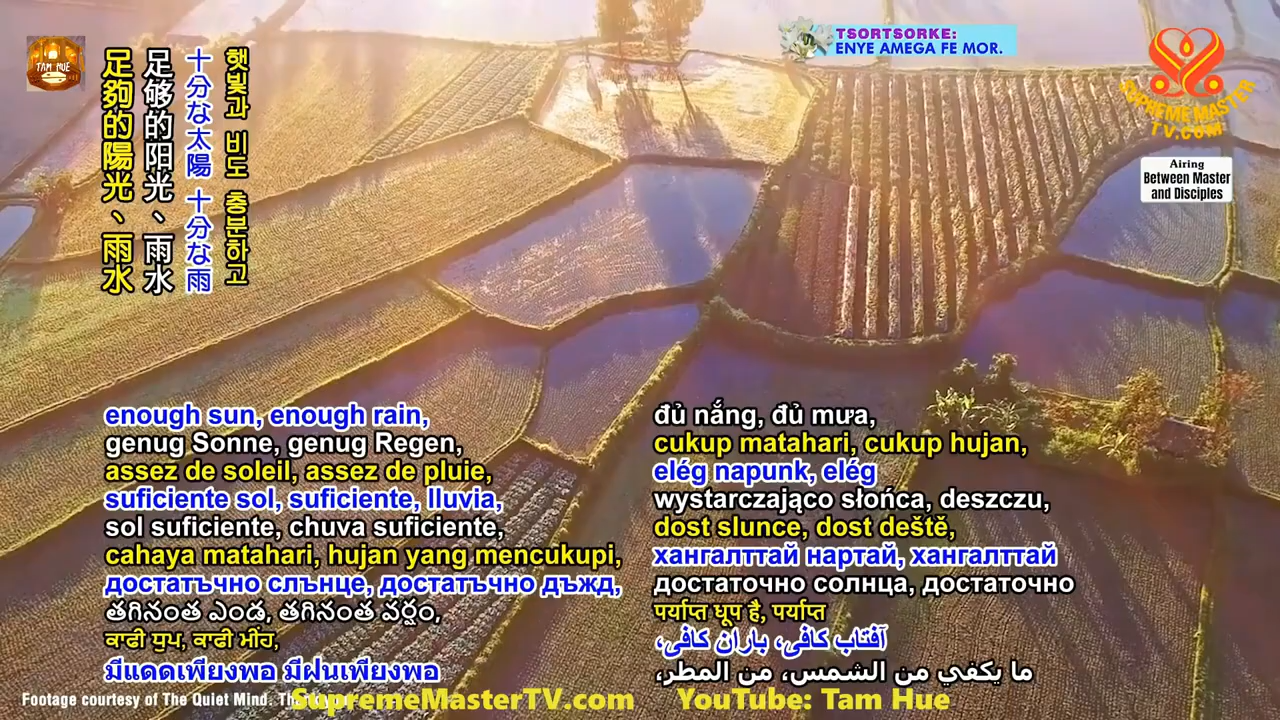 TAM HUE
足夠的陽光、雨水
足够的阳光、雨水
十分な太陽 十分な雨
햇빛과 비도 충분하고
TSORTSORKE:
ENYE AMEGA FE MOR.
SUPREME MASTER
TV.COM
Airing
Between Master
and Disciples
enough sun, enough rain,
genug Sonne, genug Regen,
assez de soleil, assez de pluie,
suficiente sol, suficiente, lluvia,
sol suficiente, chuva suficiente,
cahaya matahari, hujan yang mencukupi,
достатъчно слънце, достатъчно дъжд,
తగినంత ఎండ, తగినంత వర్షం,
ਕਾਫੀ ਧੁਪ, ਕਾਫੀ ਮੀਂਹ,
มีแดดเพียงพอ มีฝนเพียงพอ
đủ nắng, đủ mưa,
cukup matahari, cukup hujan,
elég napunk, elég
wystarczająco słońca, deszczu,
dost slunce, dost deště,
хангалттай нартай, хангалттай
достаточно солнца, достаточно
पर्याप्त धूप है, पर्याप्त
آفتاب کافی، باران کافی،
ما يكفي من الشمس، من المطر،
Footage courtesy of The Quiet Mind.
SupremeMasterTV.com
YouTube: Tam Hue